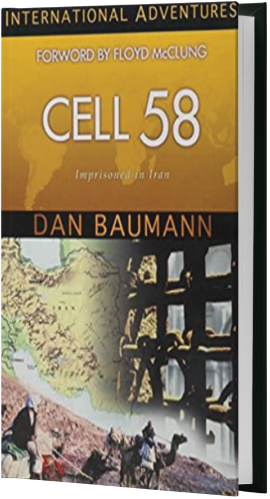 INTERNATIONAL ADVENTURES
FORWORD BY FLOYD MCCLUNG
CELL 58
Imprisoned in Iran
DAN BAUMANN